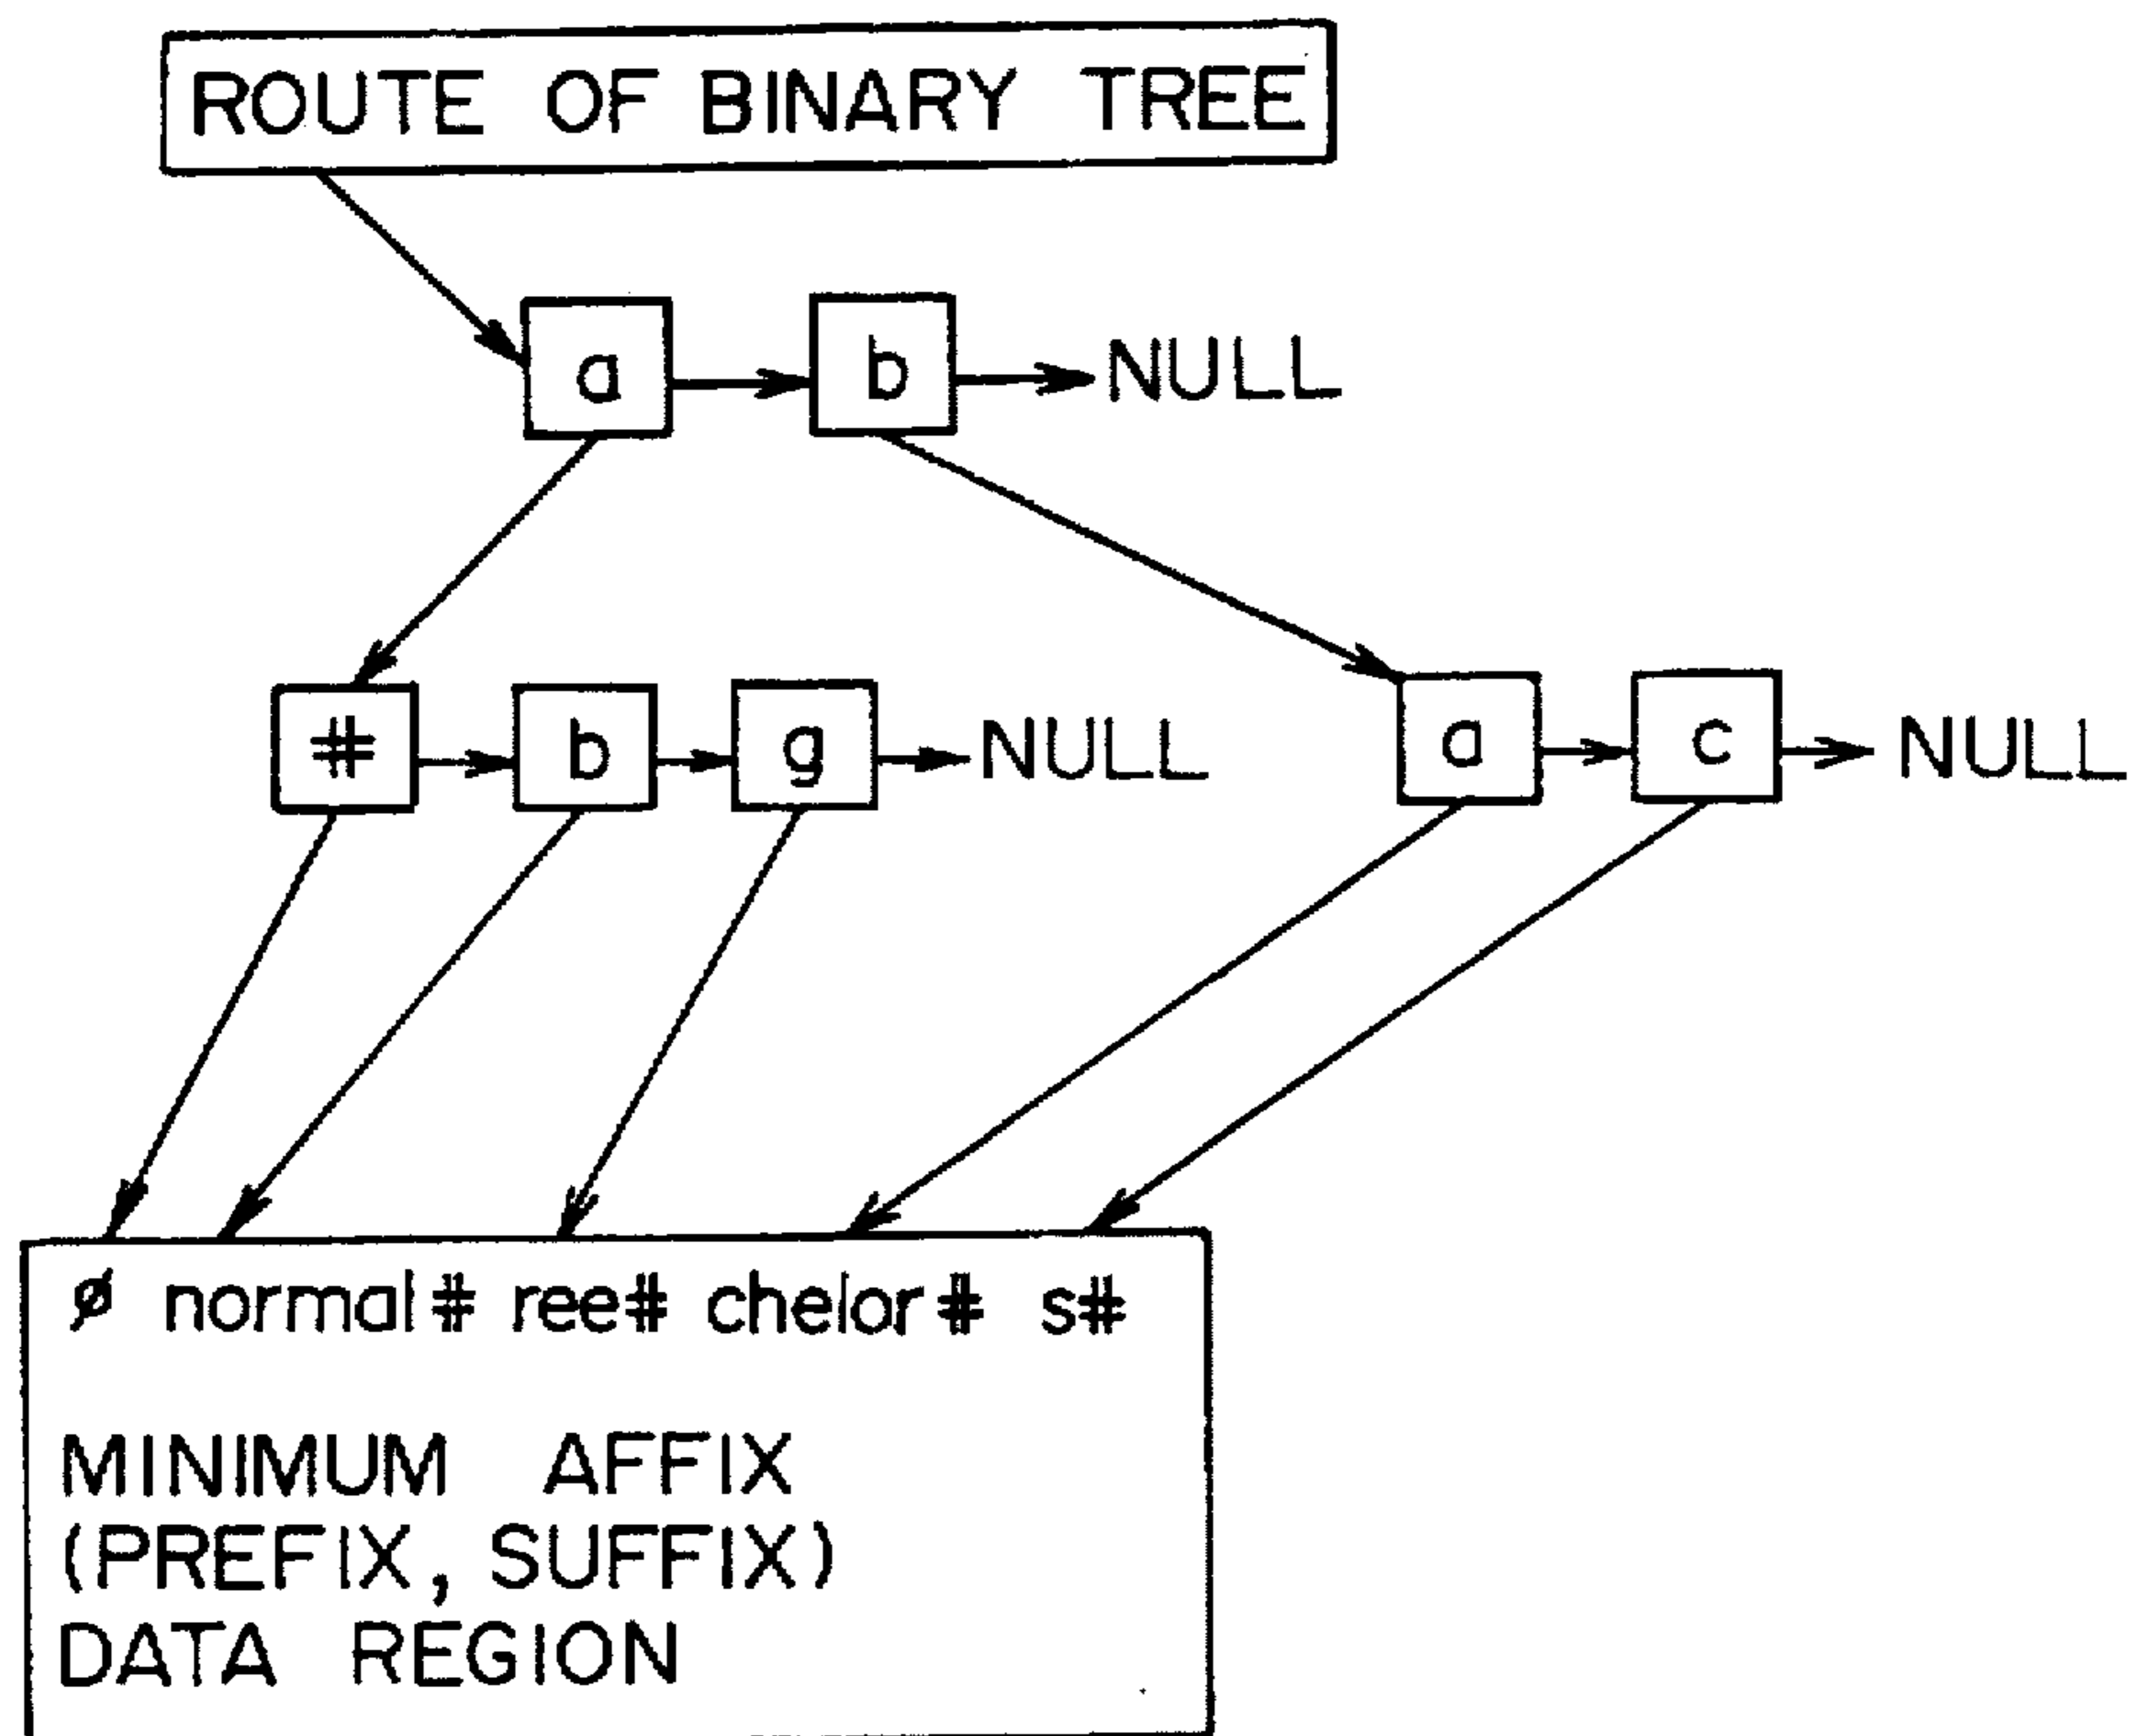 ROUTE OF BINARY TREE
a b NULL
# b g NULL a c NULL
ø normal# ree# chelor# s#
MINIMUM AFFIX
(PREFIX, SUFFIX)
DATA REGION